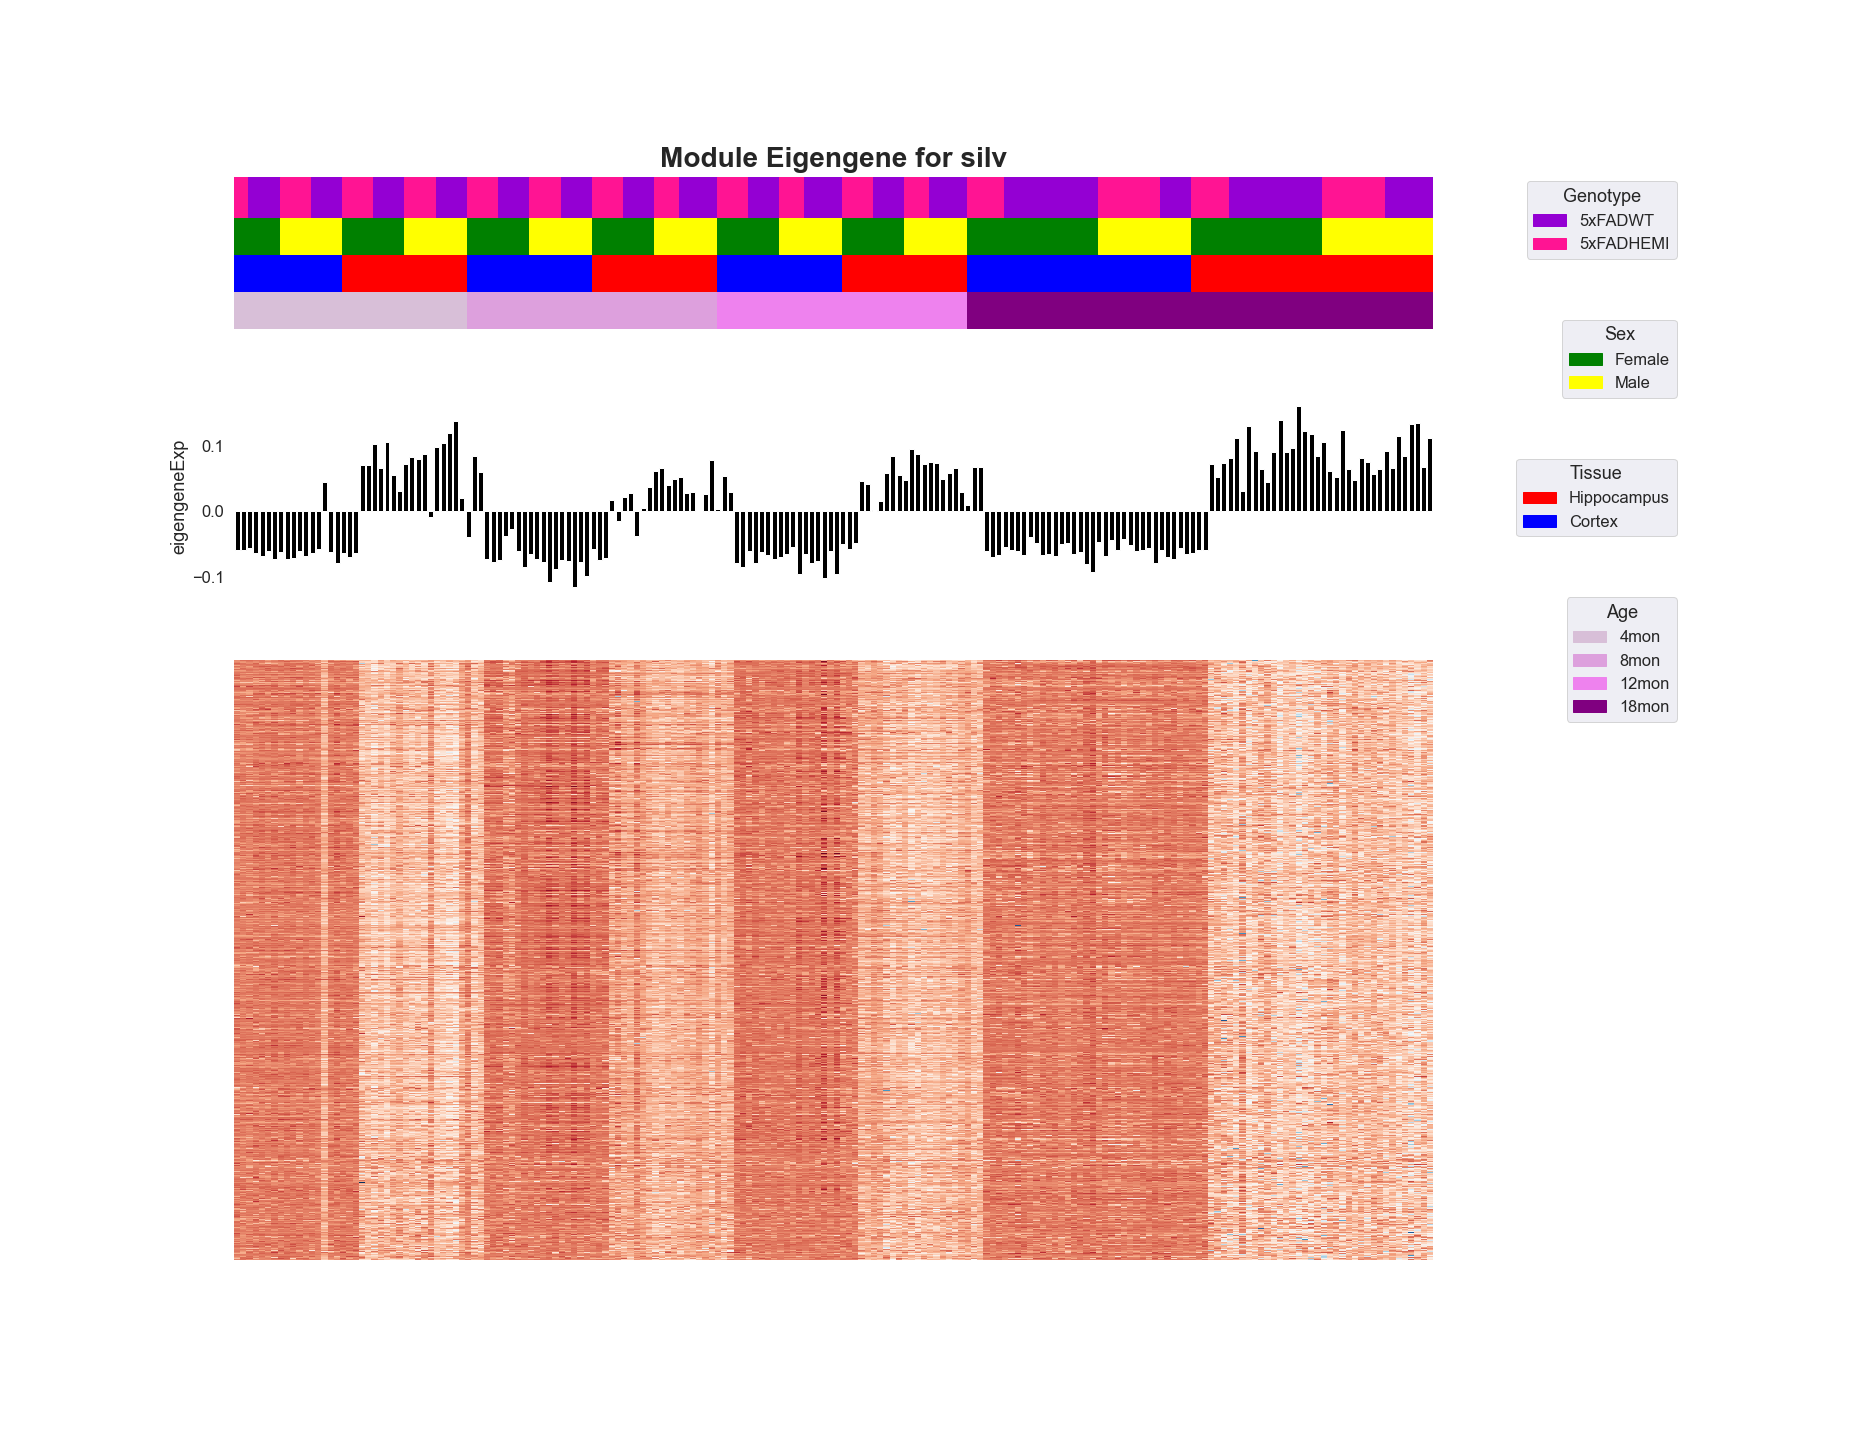 Module Eigengene for silv
Genotype
5xFADWT
5xFADHEMI
Sex
Female
Male
eigengeneExp
0.1
0.0
−0.1
Tissue
Hippocampus
Cortex
Age
4mon
8mon
12mon
18mon